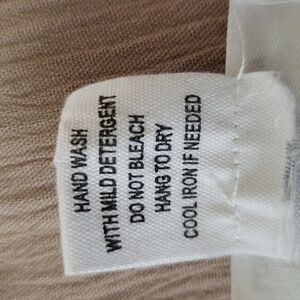 HAND WASH
WITH MILD DETERGENT
DO NOT BLEACH
HANG TO DRY
COOL IRON IF NEEDED